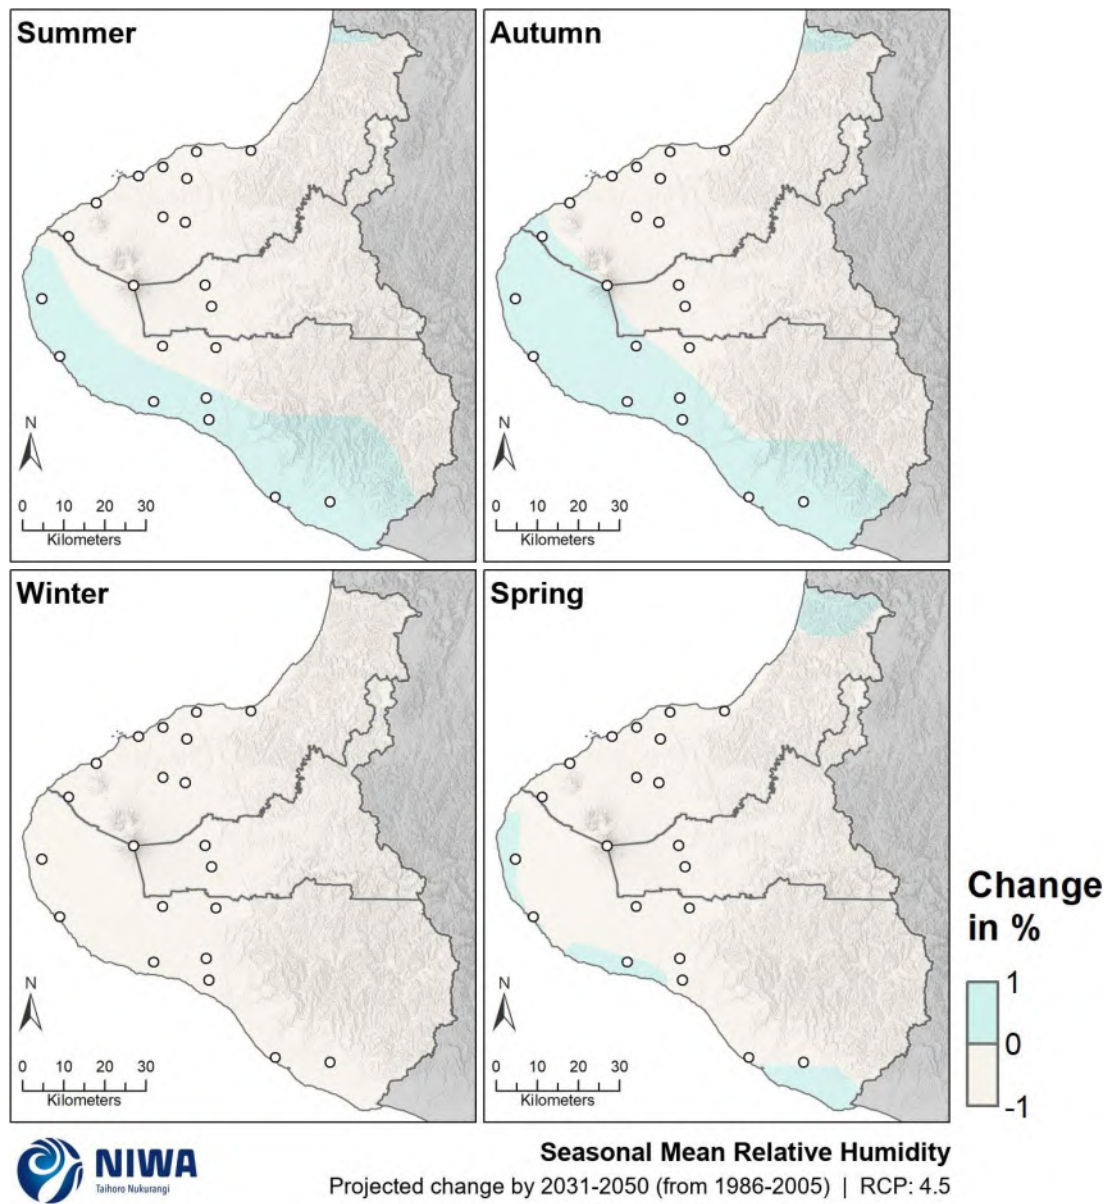 Summer
N
0 10 20 30
Kilometers
Autumn
N
0 10 20 30
Kilometers
Winter
N
0 10 20 30
Kilometers
Spring
N
0 10 20 30
Kilometers
Change
in %
1
0
-1
NIWA
Taihoro Nukurangi
Seasonal Mean Relative Humidity
Projected change by 2031-2050 (from 1986-2005) | RCP: 4.5